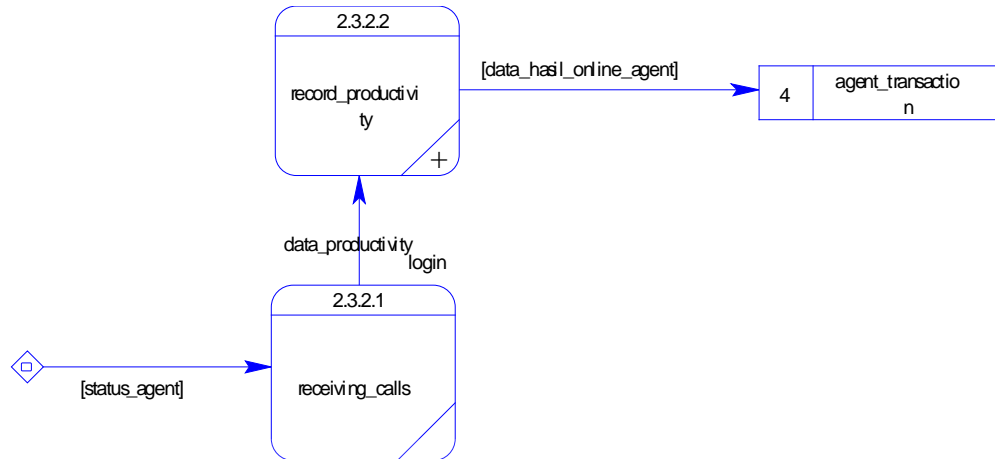 2.3.2.2
record_productivi
ty
+
[data_hasil_online_agent]
4
agent_transactio
n
data_productivity
login
2.3.2.1
receiving_calls
[status_agent]